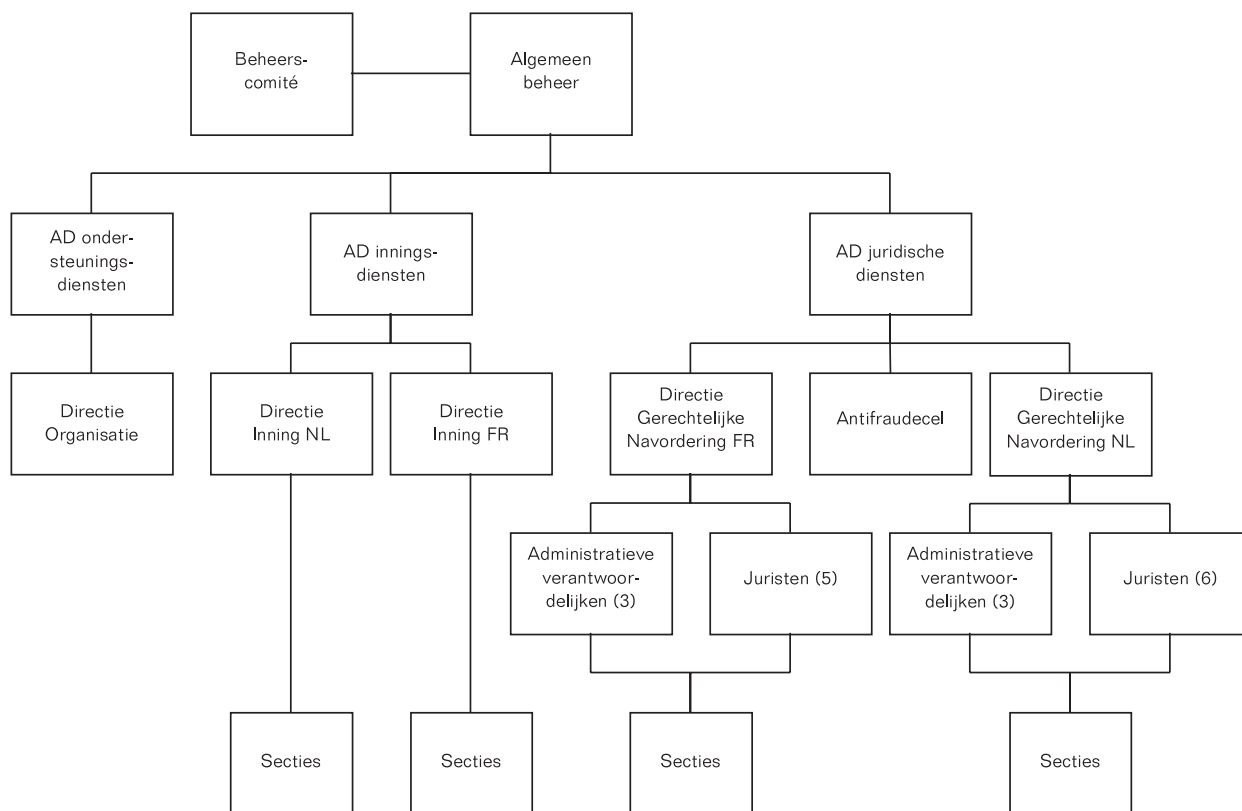 Beheers-
comité
Algemeen
beheer
AD onder-
steunings-
diensten
AD innings-
diensten
AD juridische
diensten
Directie
Organisatie
Directie
Inning NL
Directie
Inning FR
Directie
Gerechtelijke
Navordering FR
Antifraudecel
Directie
Gerechtelijke
Navordering NL
Administratieve
verantwoor-
delijken (3)
Juristen (5)
Administratieve
verantwoor-
delijken (3)
Juristen (6)
Secties
Secties
Secties
Secties